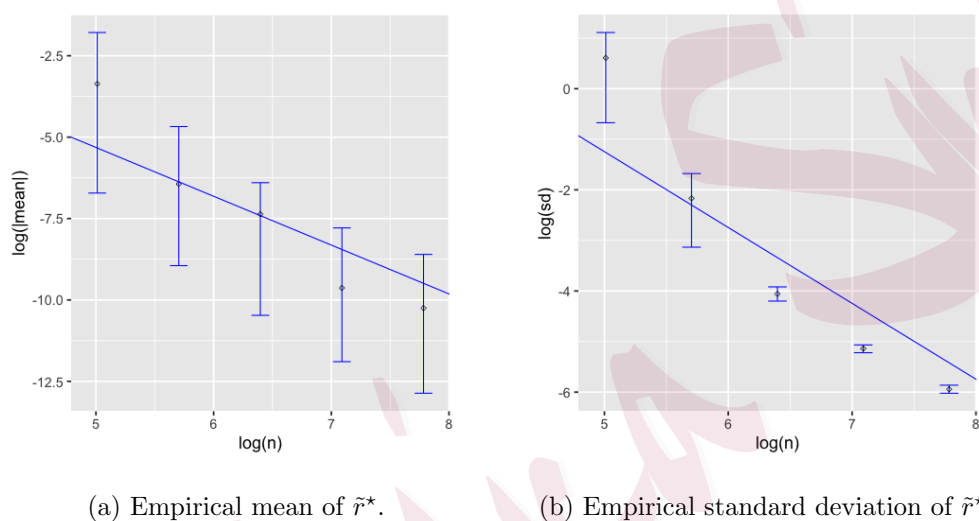 -2.5
-5.0
-7.5
-10.0
-12.5
log(|mean|)
5
6
7
8
log(n)
0
-2
-4
-6
log(sd)
5
6
7
8
log(n)
(a) Empirical mean of r̃⋆.
(b) Empirical standard deviation of r̃⋆